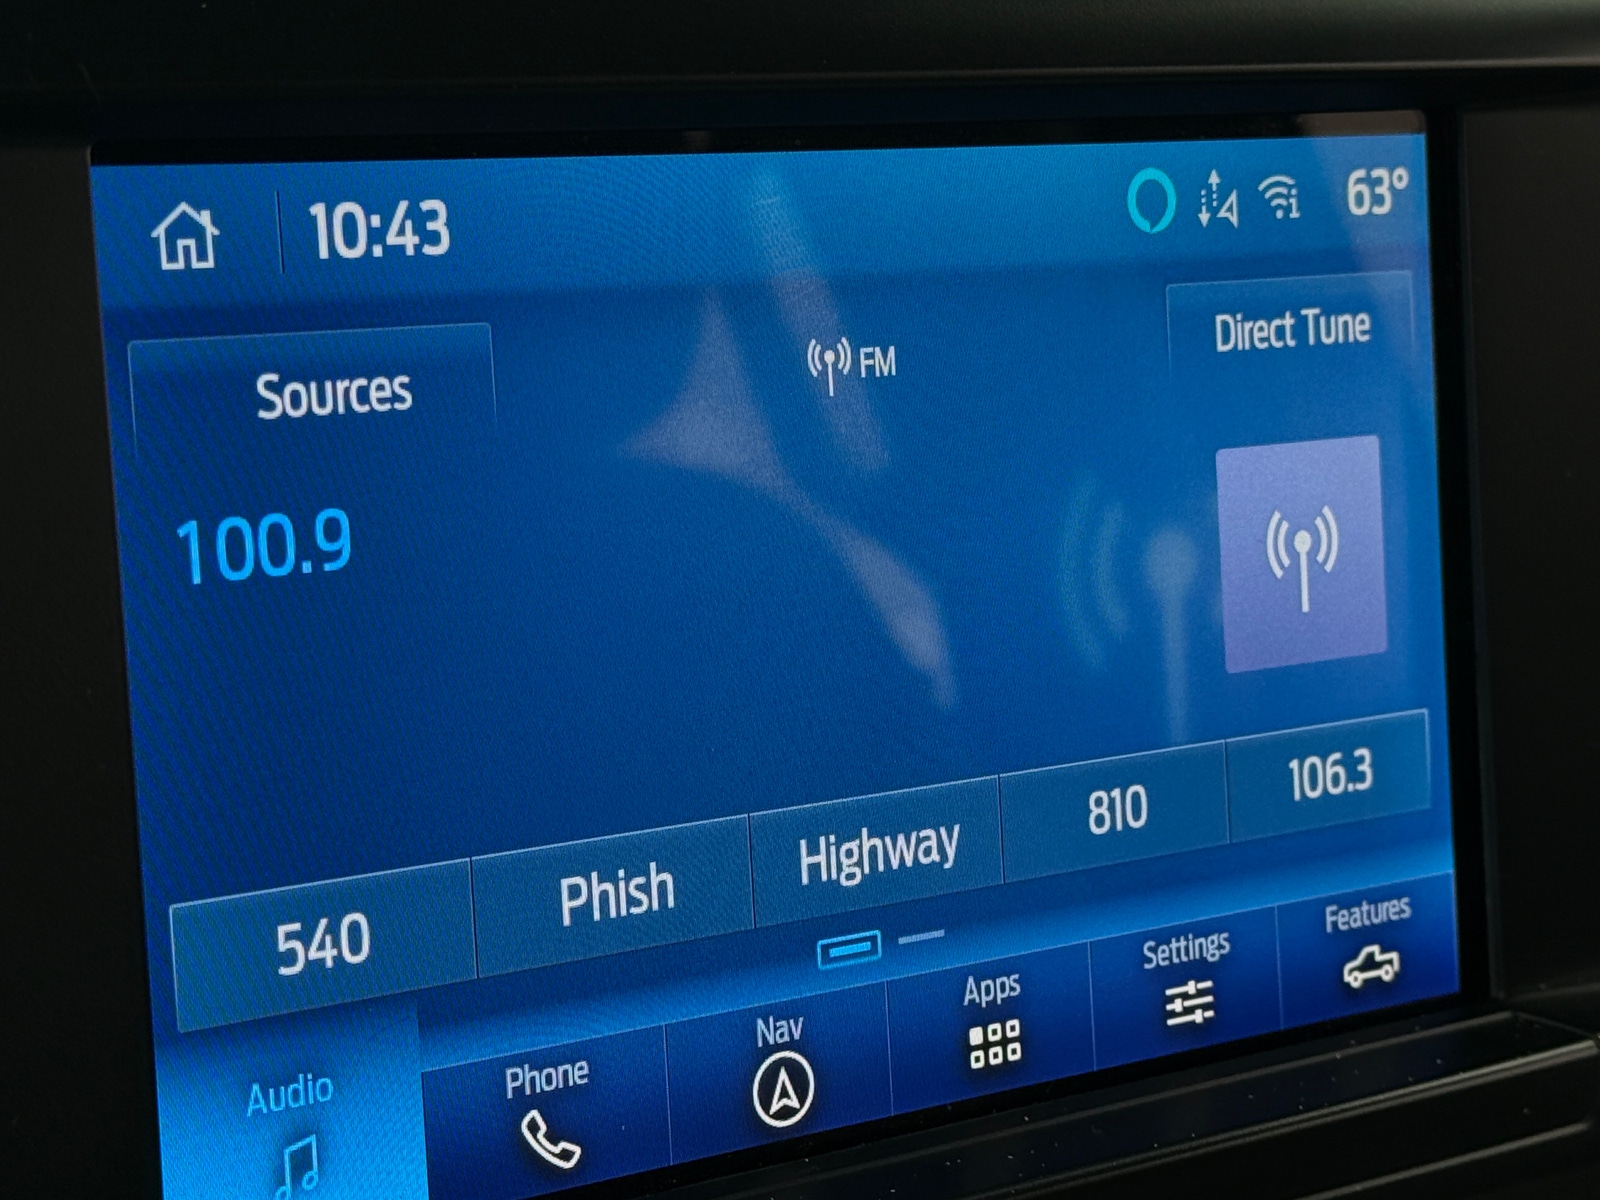 10:43
63°
Sources
FM
Direct Tune
100.9
540
Phish
Highway
810
106.3
Audio
Phone
Nav
Apps
Settings
Features